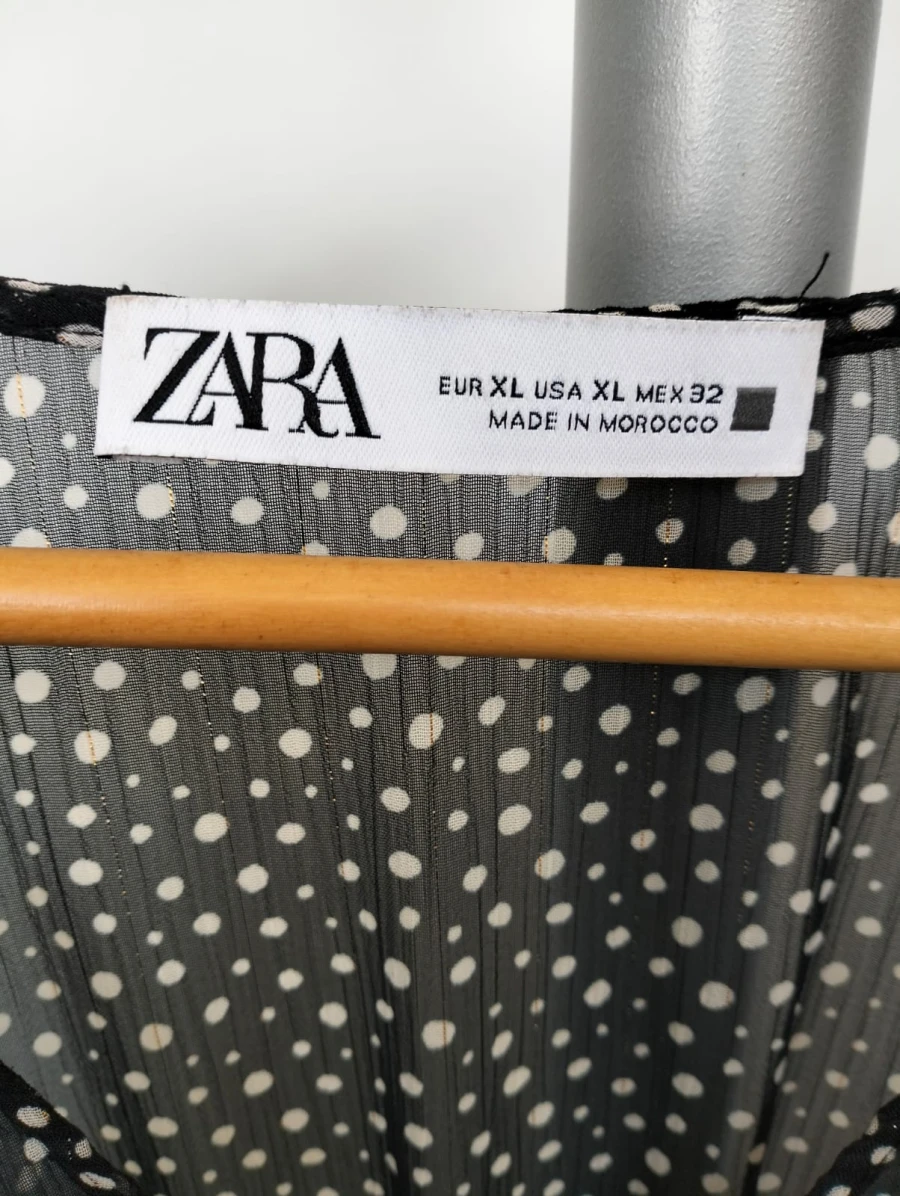 ZARA
EUR XL USA XL MEX 32
MADE IN MOROCCO